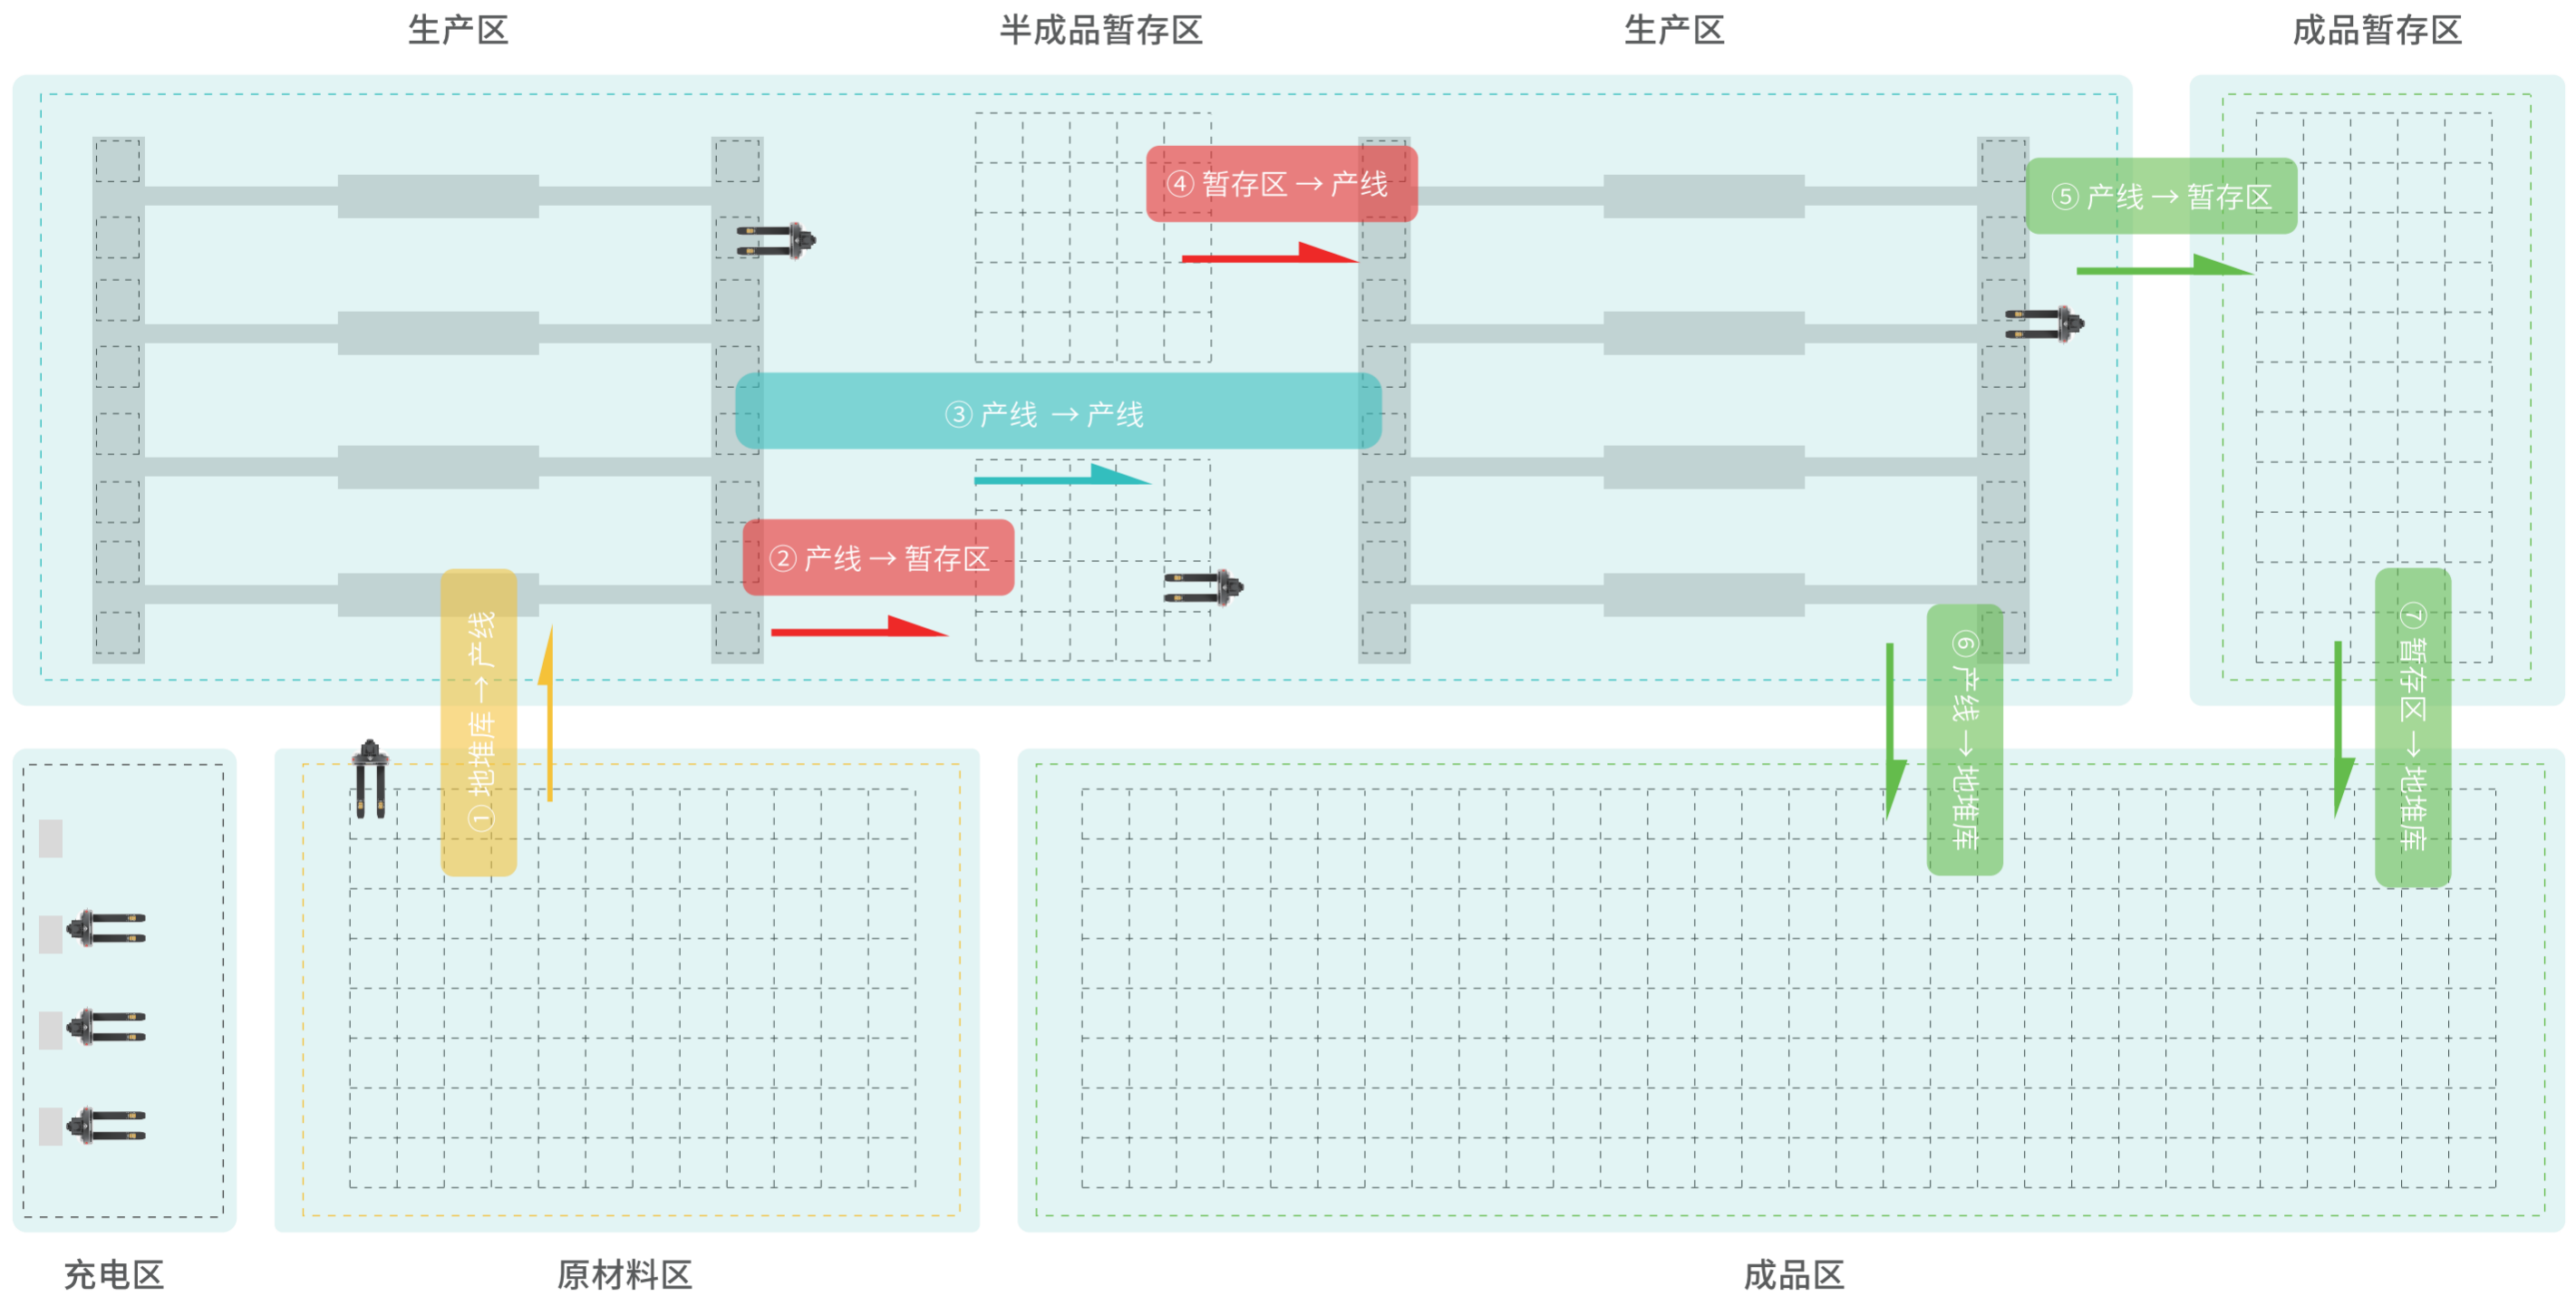 生产区
半成品暂存区
生产区
成品暂存区
④ 暂存区 → 产线
⑤ 产线 → 暂存区
③ 产线 → 产线
② 产线 → 暂存区
① 地堆库 → 产线
⑥ 产线 → 地堆库
⑦ 暂存区 → 地堆库
充电区
原材料区
成品区